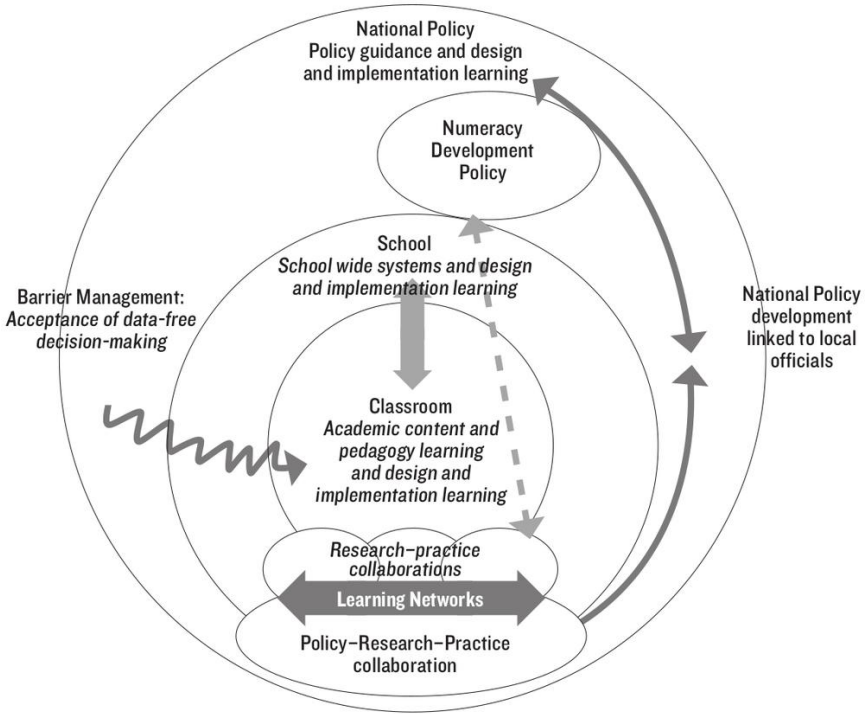 National Policy
Policy guidance and design
and implementation learning
Numeracy
Development
Policy
School
School wide systems and design
and implementation learning
Barrier Management:
Acceptance of data-free
decision-making
National Policy
development
linked to local
officials
Classroom
Academic content and
pedagogy learning
and design and
implementation learning
Research–practice
collaborations
Learning Networks
Policy–Research–Practice
collaboration